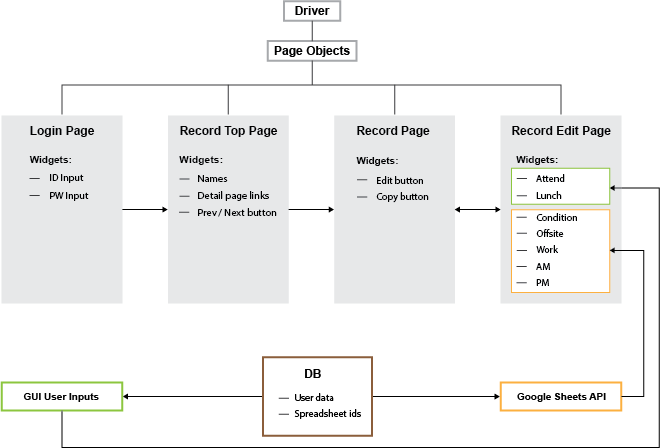 Driver
Page Objects
Login Page
Widgets:
— ID Input
— PW Input
Record Top Page
Widgets:
— Names
— Detail page links
— Prev / Next button
Record Page
Widgets:
— Edit button
— Copy button
Record Edit Page
Widgets:
— Attend
— Lunch
— Condition
— Offsite
— Work
— AM
— PM
DB
— User data
— Spreadsheet ids
GUI User Inputs
Google Sheets API